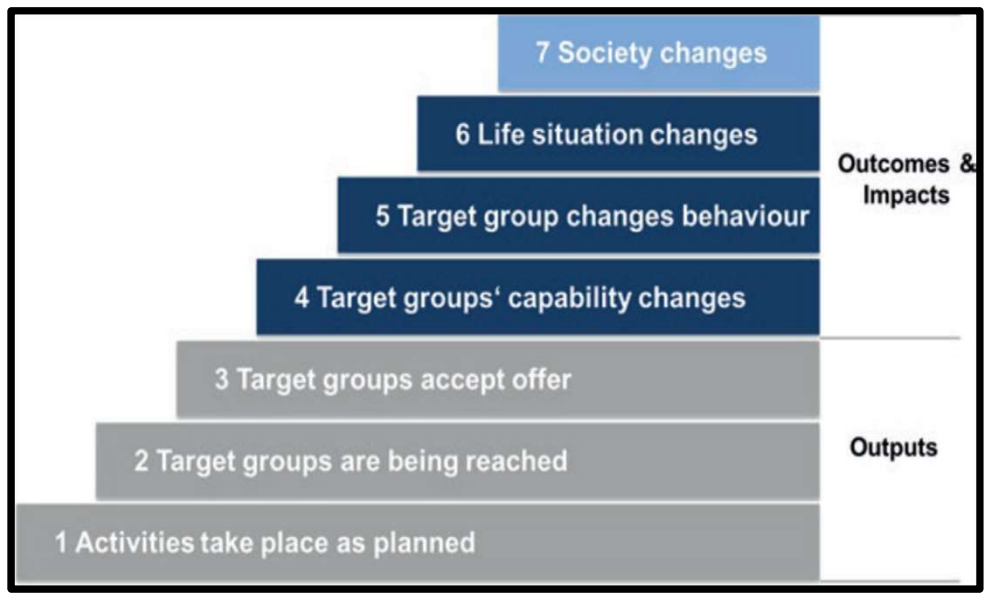 7 Society changes
6 Life situation changes
5 Target group changes behaviour
4 Target groups‘ capability changes
3 Target groups accept offer
2 Target groups are being reached
1 Activities take place as planned
Outcomes &
Impacts
Outputs